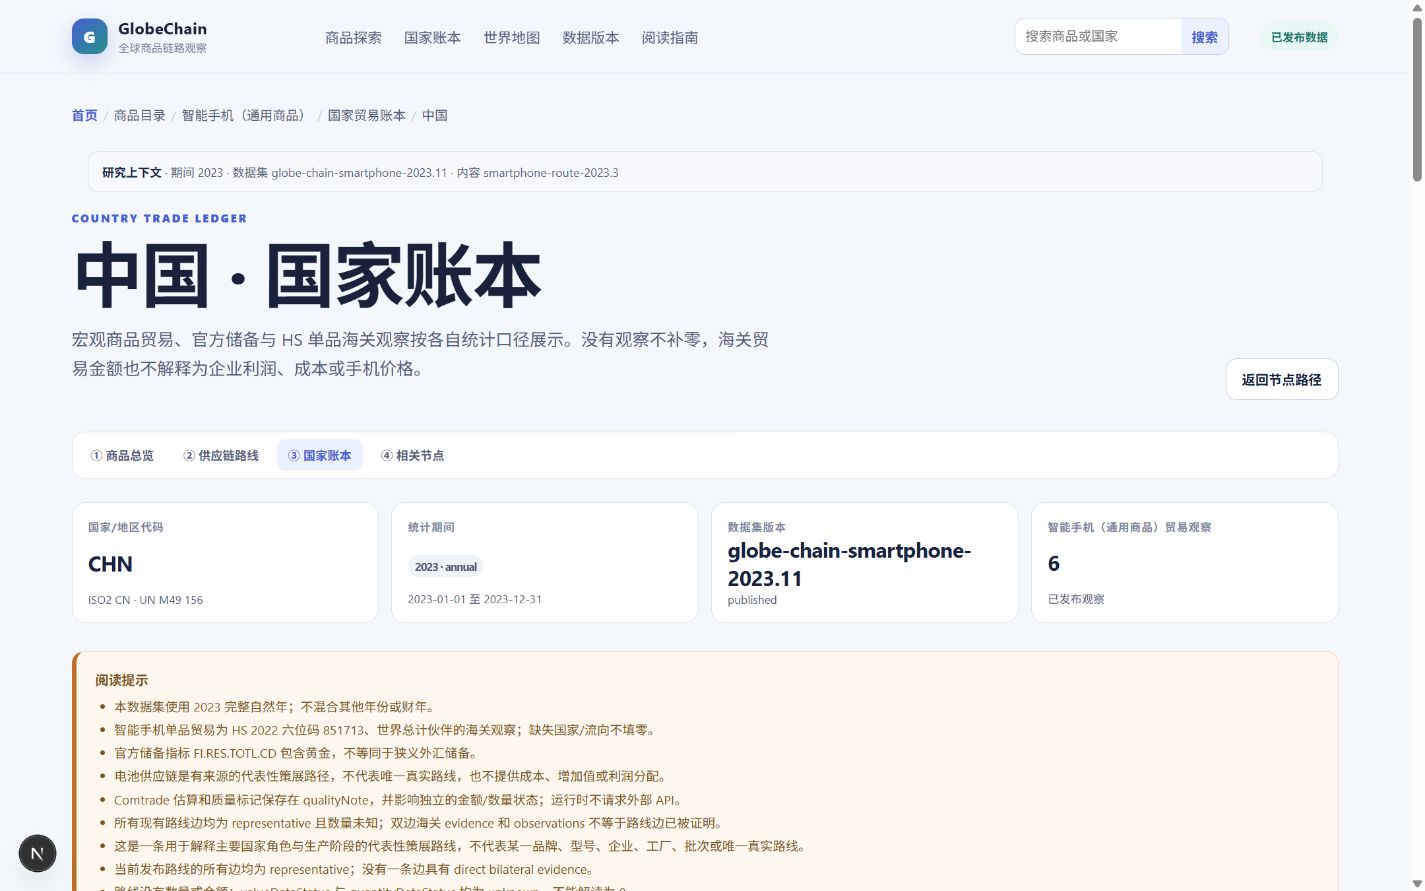 G
GlobeChain
全球商品链路观察
商品探索 国家账本 世界地图 数据版本 阅读指南
搜索商品或国家 搜索
已发布数据
首页 / 商品目录 / 智能手机（通用商品） / 国家贸易账本 / 中国
研究上下文 · 期间 2023 · 数据集 globe-chain-smartphone-2023.11 · 内容 smartphone-route-2023.3
COUNTRY TRADE LEDGER
中国 · 国家账本
宏观商品贸易、官方储备与 HS 单品海关观察按各自统计口径展示。没有观察不补零，海关贸
易金额也不解释为企业利润、成本或手机价格。
返回节点路径
① 商品总览 ② 供应链路线 ③ 国家账本 ④ 相关节点
国家/地区代码
CHN
ISO2 CN · UN M49 156
统计期间
2023 · annual
2023-01-01 至 2023-12-31
数据集版本
globe-chain-smartphone-
2023.11
published
智能手机（通用商品）贸易观察
6
已发布观察
阅读提示
• 本数据集使用 2023 完整自然年；不混合其他年份或财年。
• 智能手机单品贸易为 HS 2022 六位码 851713、世界总计伙伴的海关观察；缺失国家/流向不填零。
• 官方储备指标 FI.RES.TOTL.CD 包含黄金，不等同于狭义外汇储备。
• 电池供应链是有来源的代表性策展路径，不代表唯一真实路线，也不提供成本、增加值或利润分配。
• Comtrade 估算和质量标记保存在 qualityNote，并影响独立的金额/数量状态；运行时不请求外部 API。
• 所有现有路线边均为 representative 且数量未知；双边海关 evidence 和 observations 不等于路线边已被证明。
• 这是一条用于解释主要国家角色与生产阶段的代表性策展路线，不代表某一品牌、型号、企业、工厂、批次或唯一真实路线。
• 当前发布路线的所有边均为 representative；没有一条边具有 direct bilateral evidence。
N